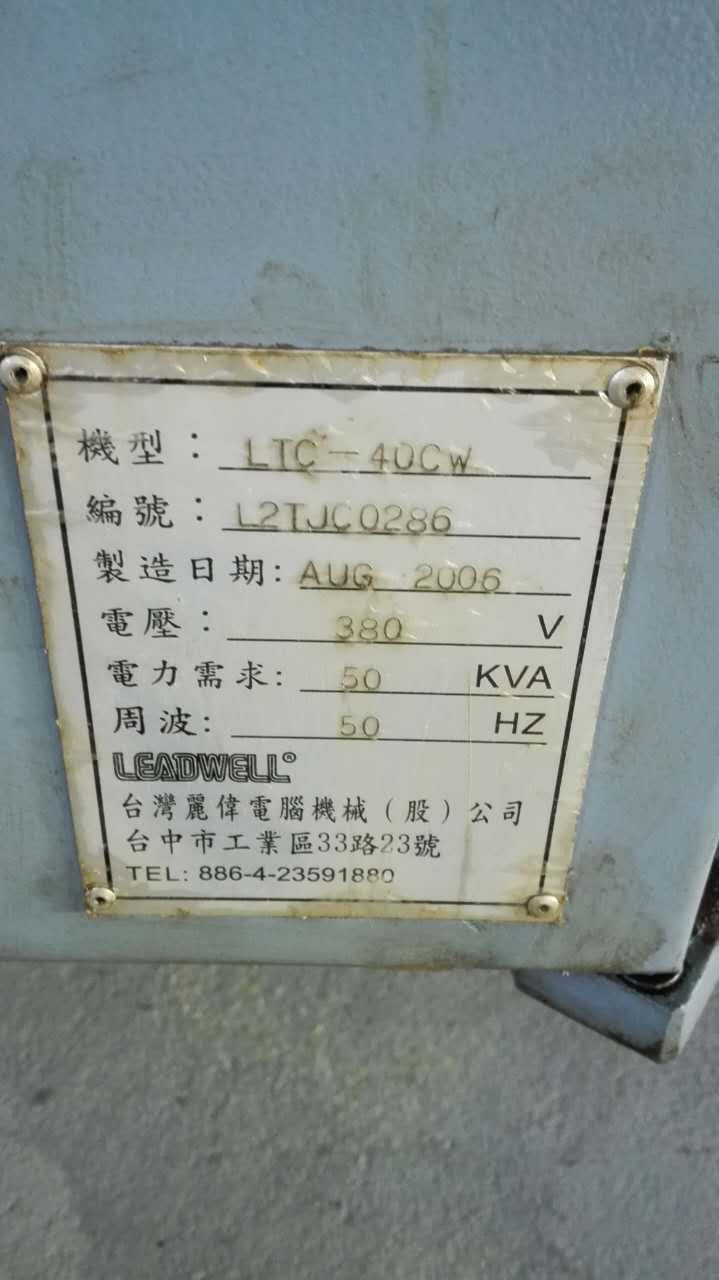 機型： LTC-40CW
編號： L2TJC0286
製造日期: AUG 2006
電壓： 380 V
電力需求: 50 KVA
周波: 50 HZ
LEADWELL®
台灣麗偉電腦機械（股）公司
台中市工業區33路23號
TEL: 886-4-23591880